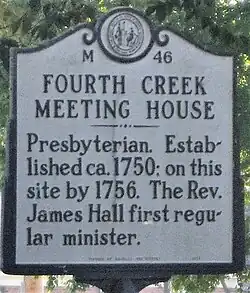 M 46
FOURTH CREEK
MEETING HOUSE
Presbyterian. Estab-
lished ca. 1750; on this
site by 1756. The Rev.
James Hall first regu-
lar minister.